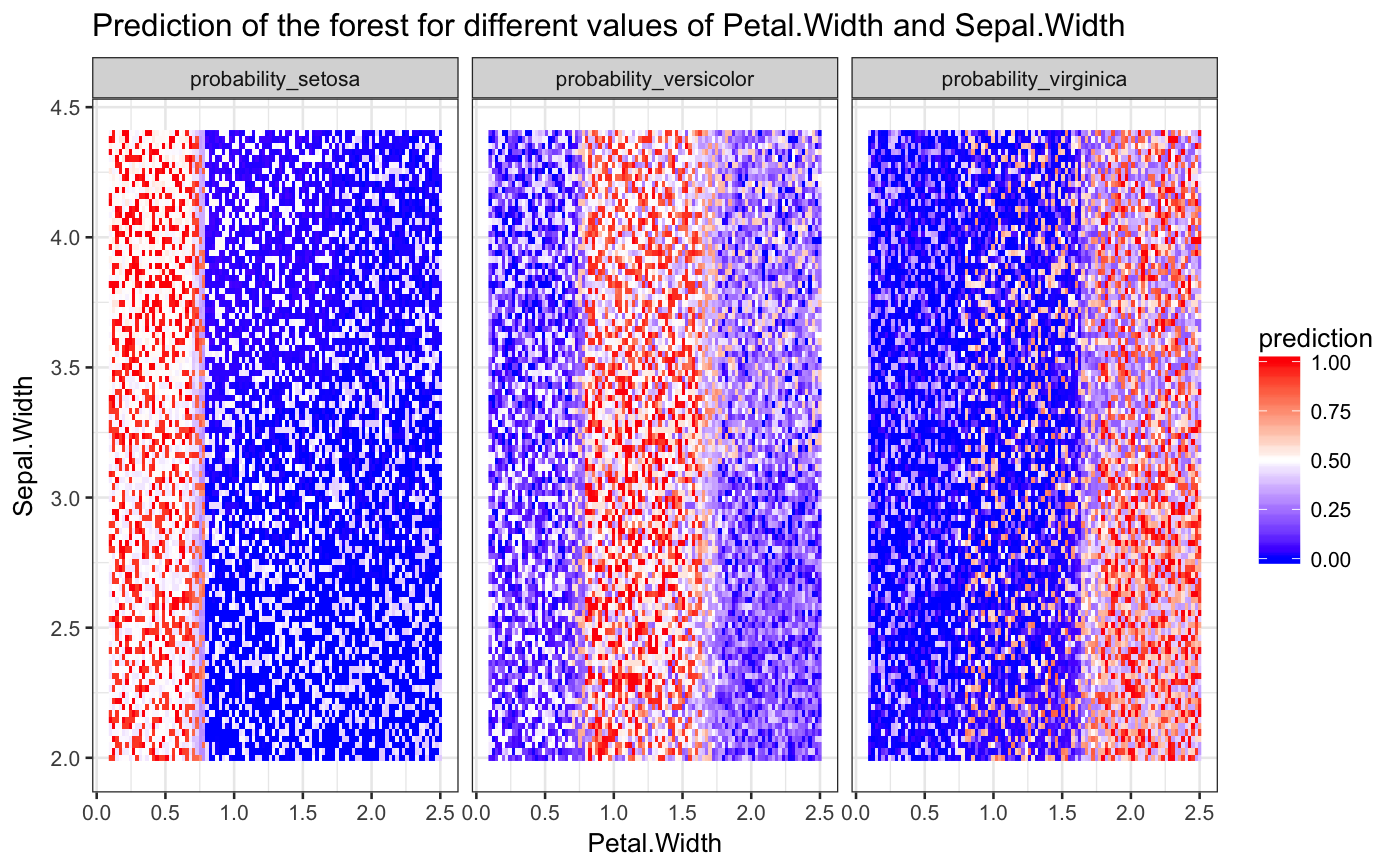 Prediction of the forest for different values of Petal.Width and Sepal.Width
probability_setosa probability_versicolor probability_virginica
4.5
4.0
3.5
3.0
2.5
2.0
Sepal.Width
0.0 0.5 1.0 1.5 2.0 2.5 0.0 0.5 1.0 1.5 2.0 2.5 0.0 0.5 1.0 1.5 2.0 2.5
Petal.Width
prediction
1.00
0.75
0.50
0.25
0.00